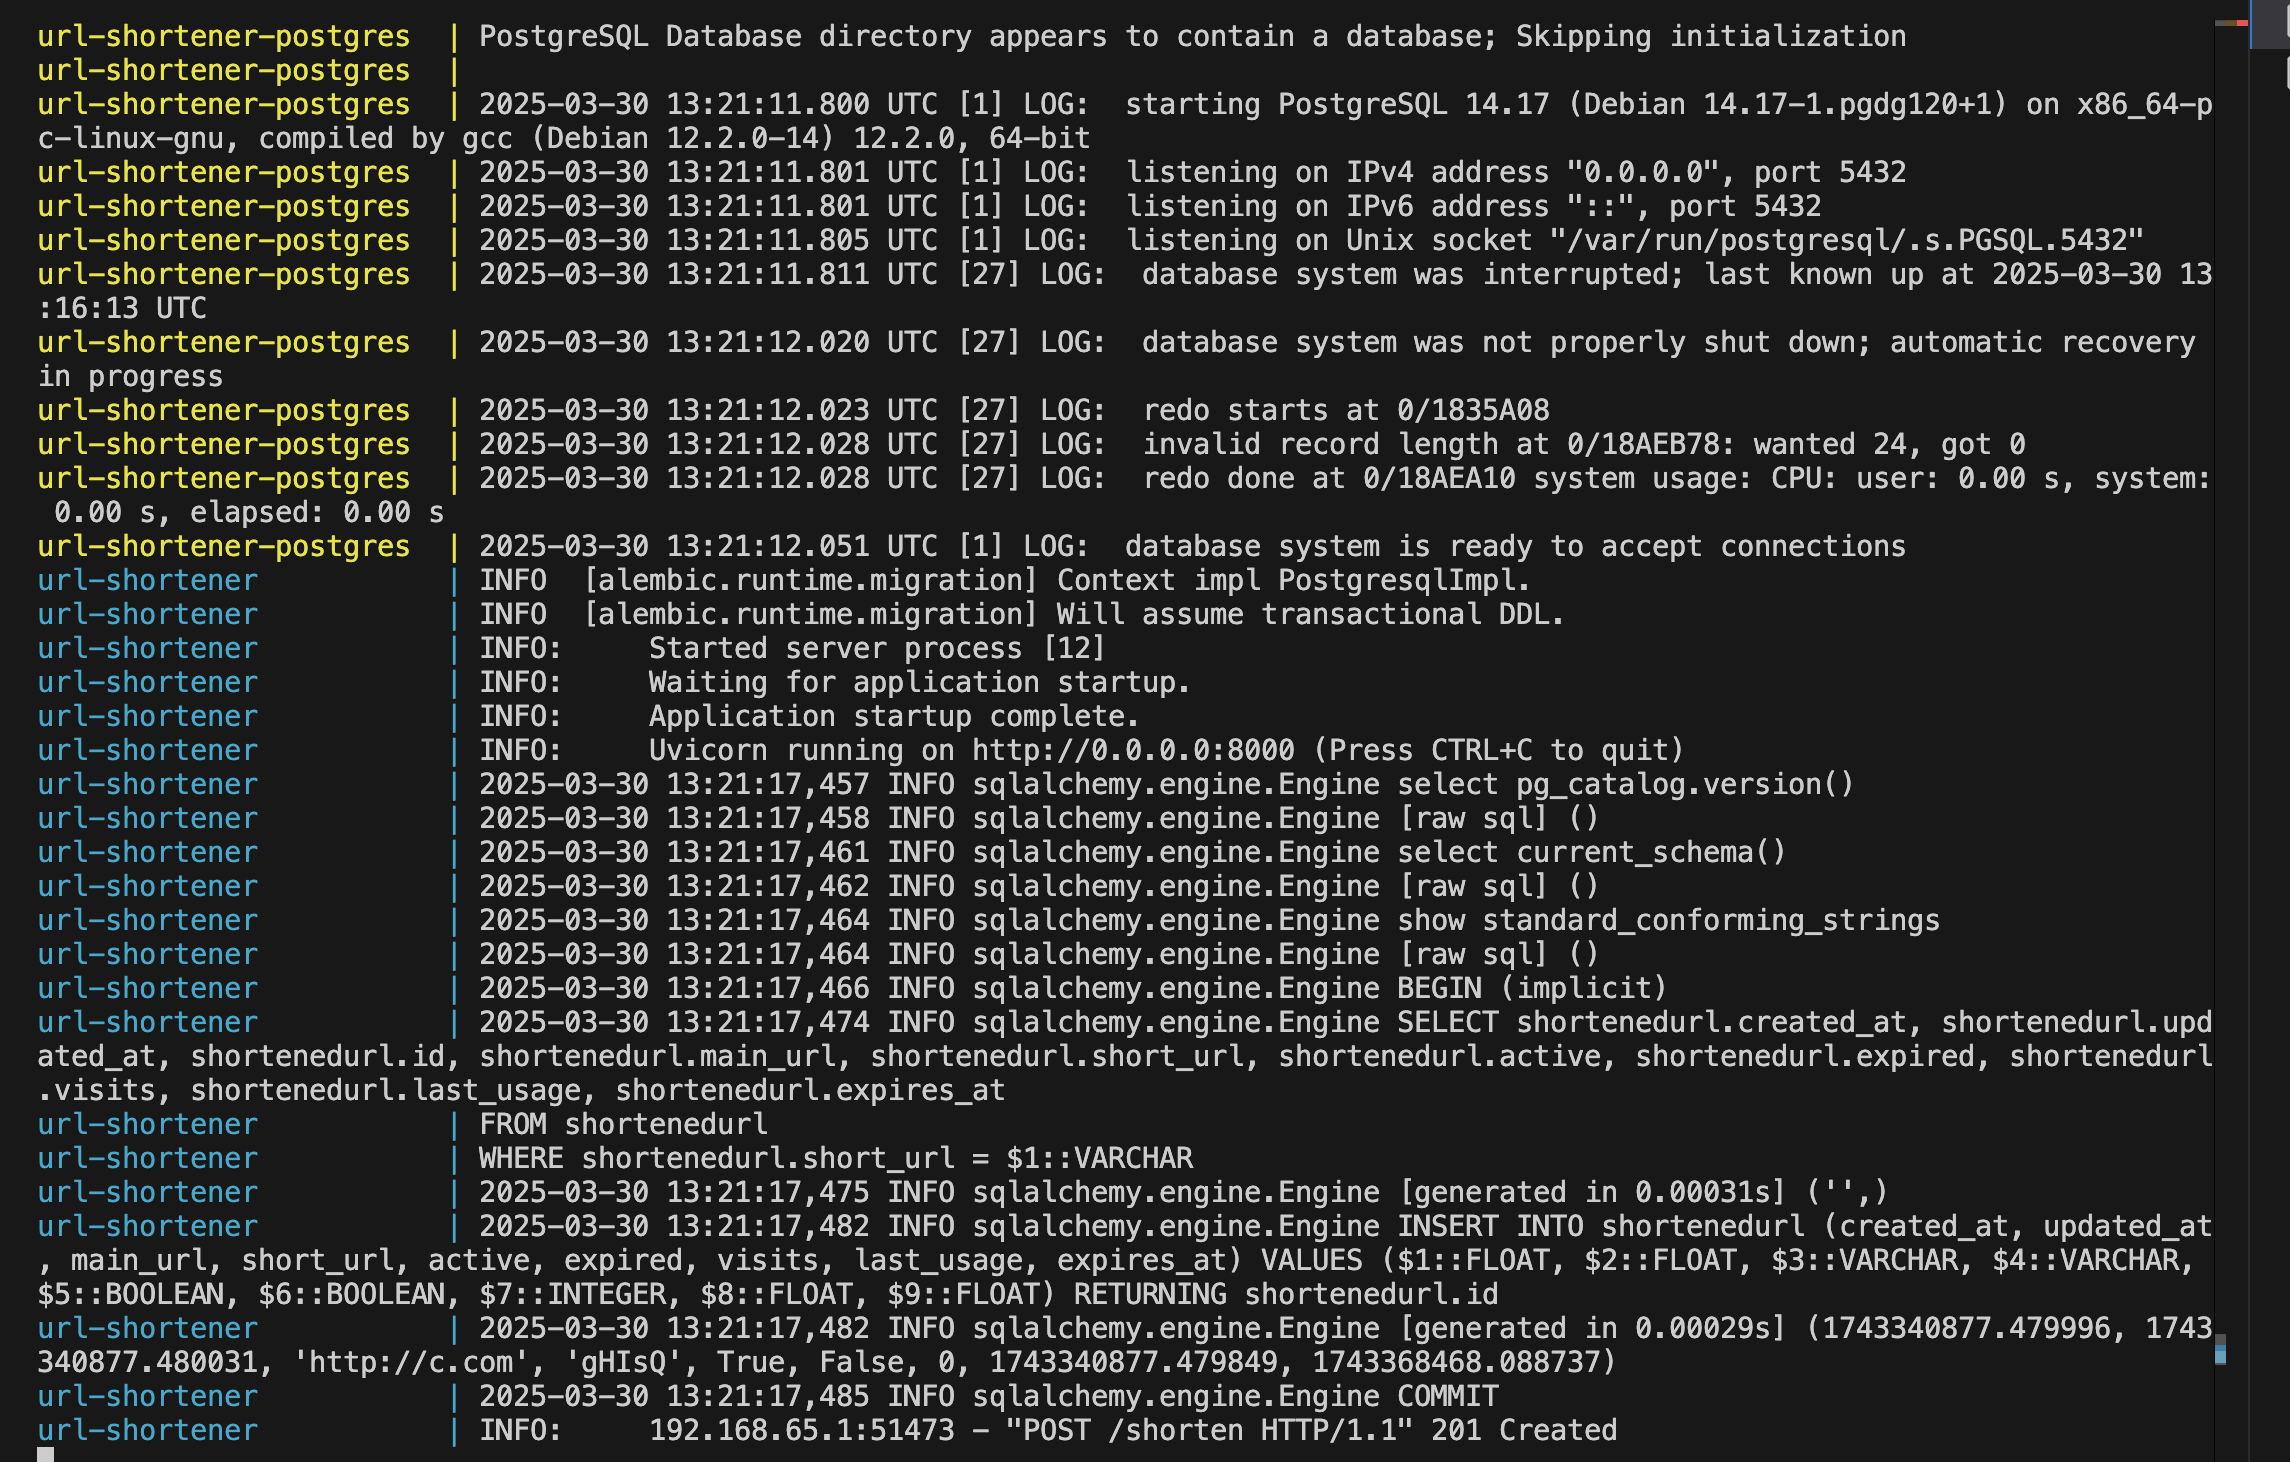 url-shortener-postgres  | PostgreSQL Database directory appears to contain a database; Skipping initialization
url-shortener-postgres  |
url-shortener-postgres  | 2025-03-30 13:21:11.800 UTC [1] LOG:  starting PostgreSQL 14.17 (Debian 14.17-1.pgdg120+1) on x86_64-p
c-linux-gnu, compiled by gcc (Debian 12.2.0-14) 12.2.0, 64-bit
url-shortener-postgres  | 2025-03-30 13:21:11.801 UTC [1] LOG:  listening on IPv4 address "0.0.0.0", port 5432
url-shortener-postgres  | 2025-03-30 13:21:11.801 UTC [1] LOG:  listening on IPv6 address "::", port 5432
url-shortener-postgres  | 2025-03-30 13:21:11.805 UTC [1] LOG:  listening on Unix socket "/var/run/postgresql/.s.PGSQL.5432"
url-shortener-postgres  | 2025-03-30 13:21:11.811 UTC [27] LOG:  database system was interrupted; last known up at 2025-03-30 13
:16:13 UTC
url-shortener-postgres  | 2025-03-30 13:21:12.020 UTC [27] LOG:  database system was not properly shut down; automatic recovery
in progress
url-shortener-postgres  | 2025-03-30 13:21:12.023 UTC [27] LOG:  redo starts at 0/1835A08
url-shortener-postgres  | 2025-03-30 13:21:12.028 UTC [27] LOG:  invalid record length at 0/18AEB78: wanted 24, got 0
url-shortener-postgres  | 2025-03-30 13:21:12.028 UTC [27] LOG:  redo done at 0/18AEA10 system usage: CPU: user: 0.00 s, system:
 0.00 s, elapsed: 0.00 s
url-shortener-postgres  | 2025-03-30 13:21:12.051 UTC [1] LOG:  database system is ready to accept connections
url-shortener           | INFO  [alembic.runtime.migration] Context impl PostgresqlImpl.
url-shortener           | INFO  [alembic.runtime.migration] Will assume transactional DDL.
url-shortener           | INFO:     Started server process [12]
url-shortener           | INFO:     Waiting for application startup.
url-shortener           | INFO:     Application startup complete.
url-shortener           | INFO:     Uvicorn running on http://0.0.0.0:8000 (Press CTRL+C to quit)
url-shortener           | 2025-03-30 13:21:17,457 INFO sqlalchemy.engine.Engine select pg_catalog.version()
url-shortener           | 2025-03-30 13:21:17,458 INFO sqlalchemy.engine.Engine [raw sql] ()
url-shortener           | 2025-03-30 13:21:17,461 INFO sqlalchemy.engine.Engine select current_schema()
url-shortener           | 2025-03-30 13:21:17,462 INFO sqlalchemy.engine.Engine [raw sql] ()
url-shortener           | 2025-03-30 13:21:17,464 INFO sqlalchemy.engine.Engine show standard_conforming_strings
url-shortener           | 2025-03-30 13:21:17,464 INFO sqlalchemy.engine.Engine [raw sql] ()
url-shortener           | 2025-03-30 13:21:17,466 INFO sqlalchemy.engine.Engine BEGIN (implicit)
url-shortener           | 2025-03-30 13:21:17,474 INFO sqlalchemy.engine.Engine SELECT shortenedurl.created_at, shortenedurl.upd
ated_at, shortenedurl.id, shortenedurl.main_url, shortenedurl.short_url, shortenedurl.active, shortenedurl.expired, shortenedurl
.visits, shortenedurl.last_usage, shortenedurl.expires_at
url-shortener           | FROM shortenedurl
url-shortener           | WHERE shortenedurl.short_url = $1::VARCHAR
url-shortener           | 2025-03-30 13:21:17,475 INFO sqlalchemy.engine.Engine [generated in 0.00031s] ('',)
url-shortener           | 2025-03-30 13:21:17,482 INFO sqlalchemy.engine.Engine INSERT INTO shortenedurl (created_at, updated_at
, main_url, short_url, active, expired, visits, last_usage, expires_at) VALUES ($1::FLOAT, $2::FLOAT, $3::VARCHAR, $4::VARCHAR,
$5::BOOLEAN, $6::BOOLEAN, $7::INTEGER, $8::FLOAT, $9::FLOAT) RETURNING shortenedurl.id
url-shortener           | 2025-03-30 13:21:17,482 INFO sqlalchemy.engine.Engine [generated in 0.00029s] (1743340877.479996, 1743
340877.480031, 'http://c.com', 'gHIsQ', True, False, 0, 1743340877.479849, 1743368468.088737)
url-shortener           | 2025-03-30 13:21:17,485 INFO sqlalchemy.engine.Engine COMMIT
url-shortener           | INFO:     192.168.65.1:51473 - "POST /shorten HTTP/1.1" 201 Created